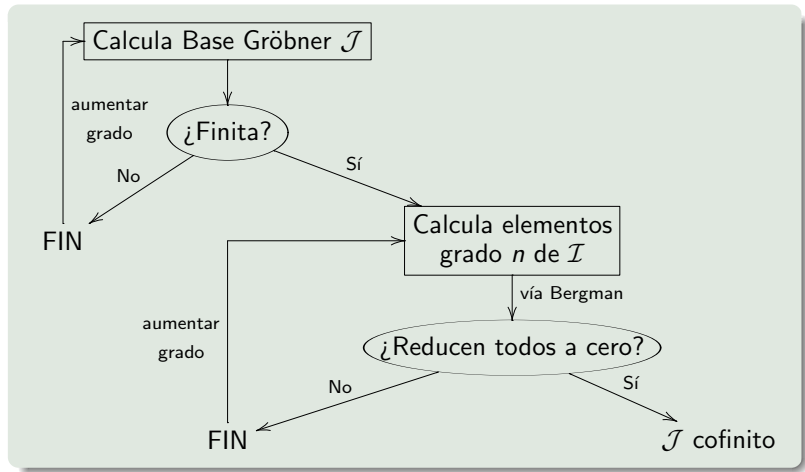 Calcula Base Gröbner 𝒥
aumentar
grado
¿Finita?
No
Sí
FIN
Calcula elementos
grado n de ℐ
vía Bergman
aumentar
grado
¿Reducen todos a cero?
No
Sí
FIN
𝒥 cofinito